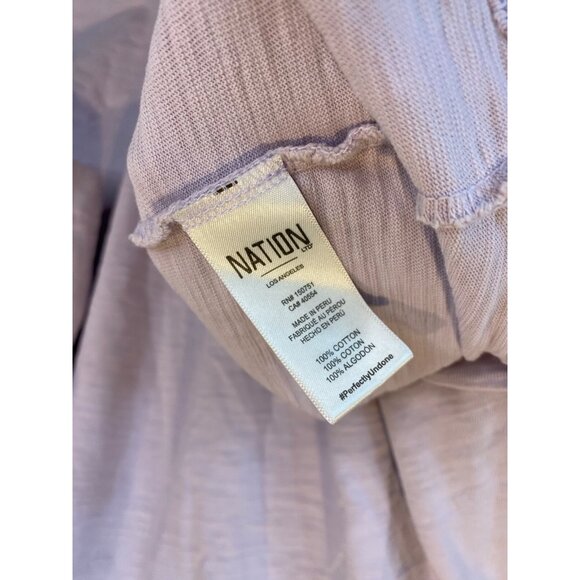 NATION LTD
LOS ANGELES
RN# 150751
CA# 40554
MADE IN PERU
FABRIQUÉ AU PÉROU
HECHO EN PERÚ
100% COTTON
100% COTON
100% ALGODÓN
#PerfectlyUndone